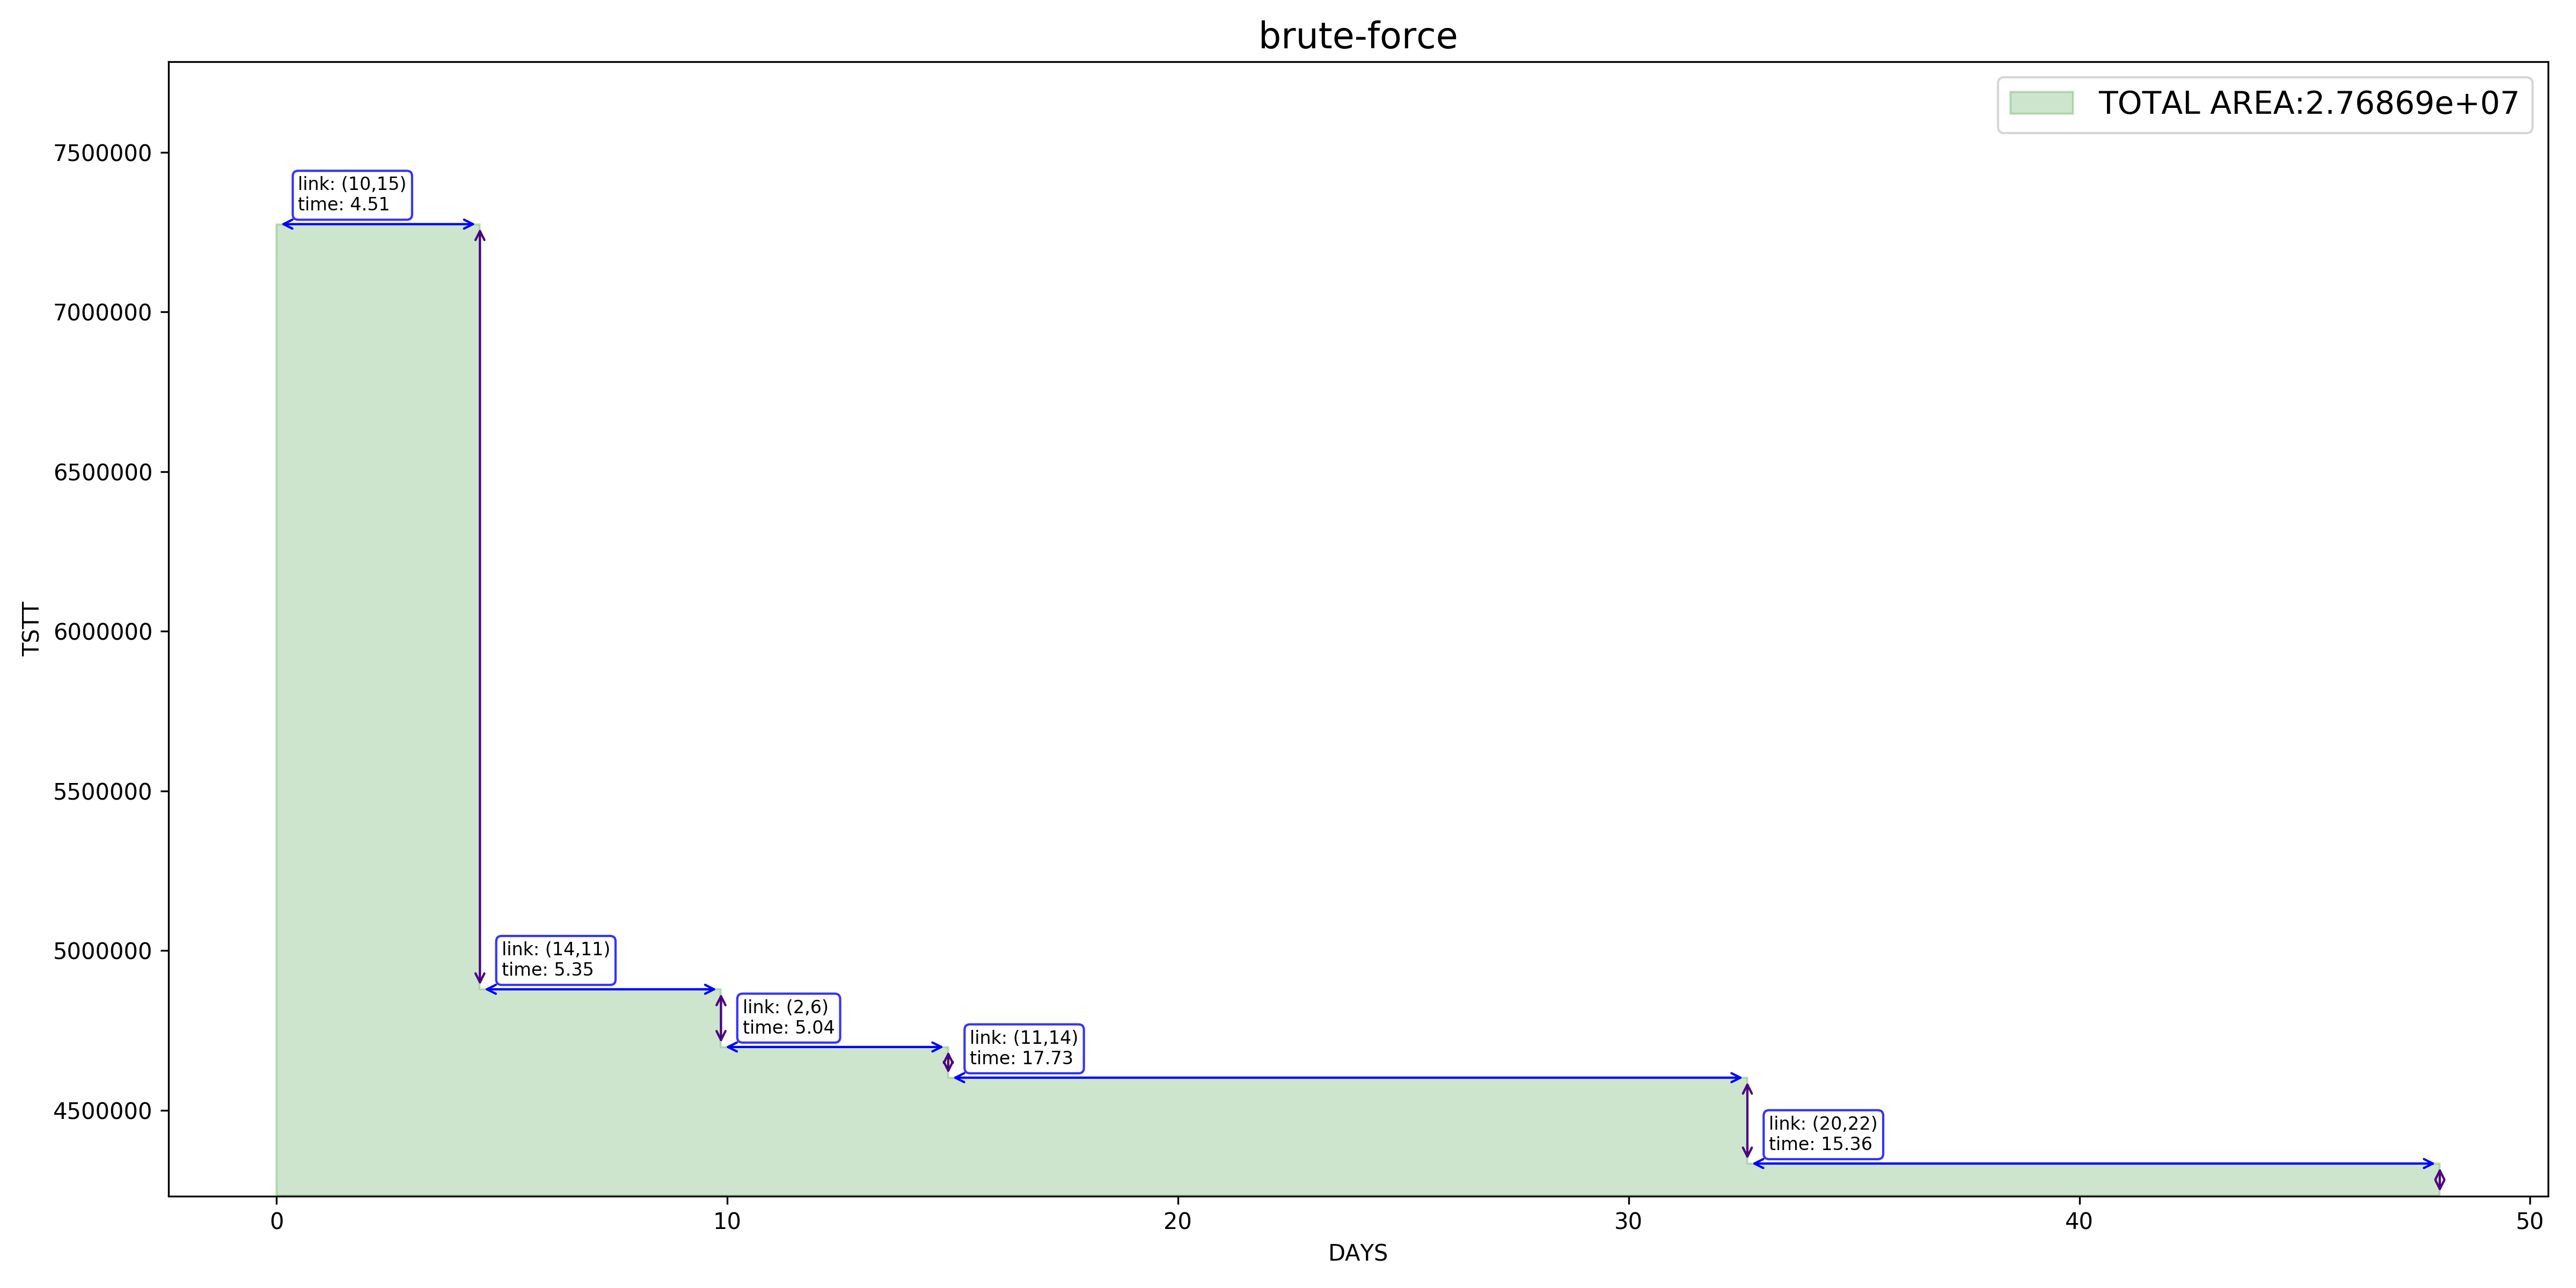 brute-force
TOTAL AREA:2.76869e+07
7500000
7000000
6500000
6000000
5500000
5000000
4500000
TSTT
link: (10,15)
time: 4.51
link: (14,11)
time: 5.35
link: (2,6)
time: 5.04
link: (11,14)
time: 17.73
link: (20,22)
time: 15.36
0
10
20
30
40
50
DAYS